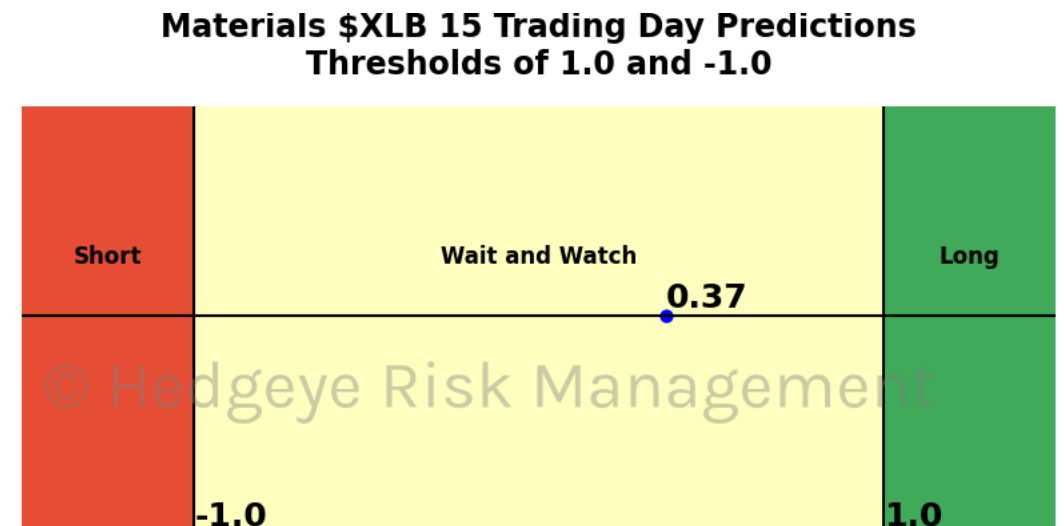 Materials $XLB 15 Trading Day Predictions
Thresholds of 1.0 and -1.0
Short
Wait and Watch
Long
0.37
© Hedgeye Risk Management
-1.0
1.0